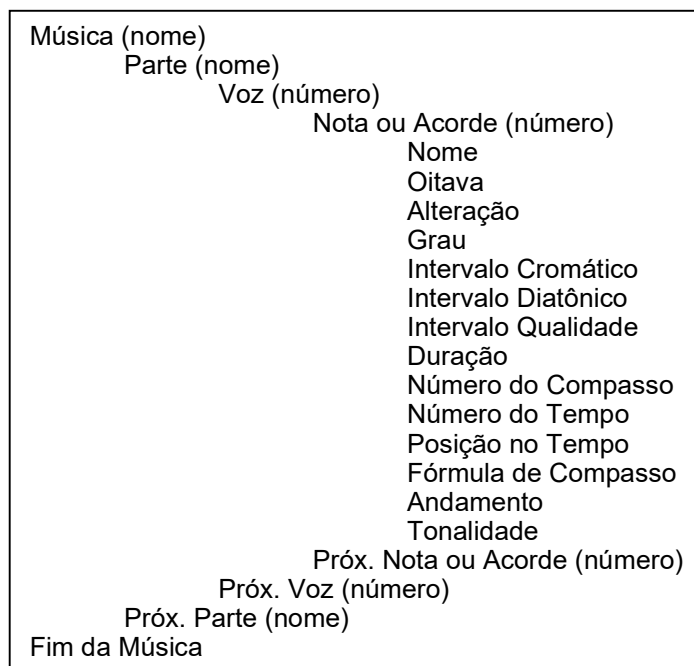 Música (nome)
Parte (nome)
Voz (número)
Nota ou Acorde (número)
Nome
Oitava
Alteração
Grau
Intervalo Cromático
Intervalo Diatônico
Intervalo Qualidade
Duração
Número do Compasso
Número do Tempo
Posição no Tempo
Fórmula de Compasso
Andamento
Tonalidade
Próx. Nota ou Acorde (número)
Próx. Voz (número)
Próx. Parte (nome)
Fim da Música